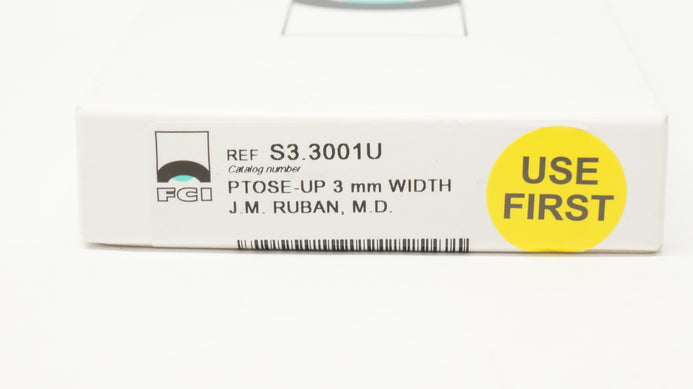 REF S3.3001U
Catalog number
PTOSE-UP 3 mm WIDTH
J.M. RUBAN, M.D.
FCI
USE
FIRST